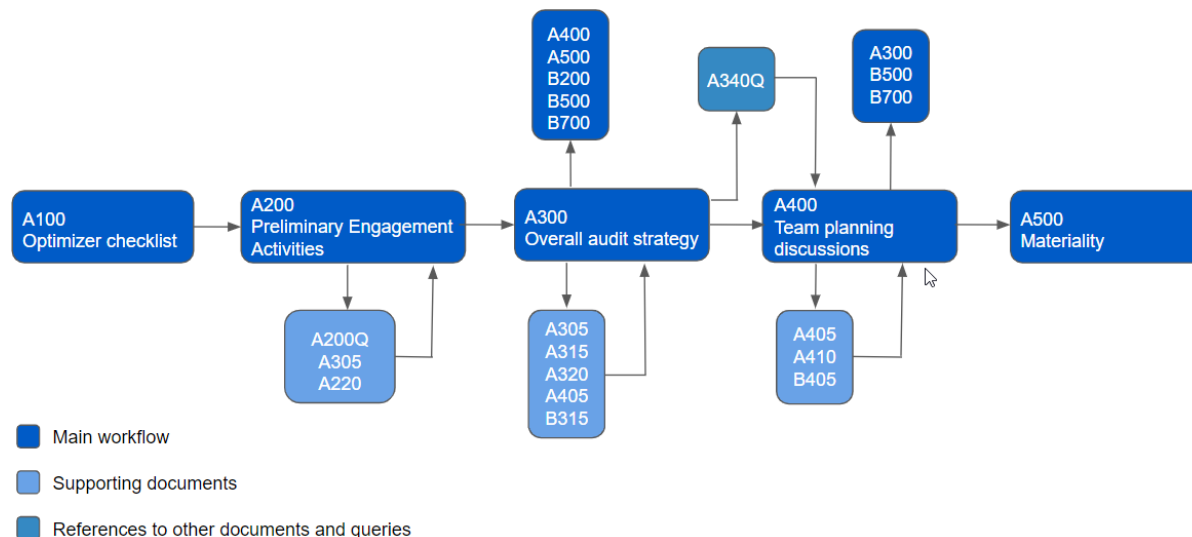 A400
A500
B200
B500
B700
A340Q
A300
B500
B700
A100
Optimizer checklist
A200
Preliminary Engagement
Activities
A300
Overall audit strategy
A400
Team planning
discussions
A500
Materiality
A200Q
A305
A220
A305
A315
A320
A405
B315
A405
A410
B405
Main workflow
Supporting documents
References to other documents and queries